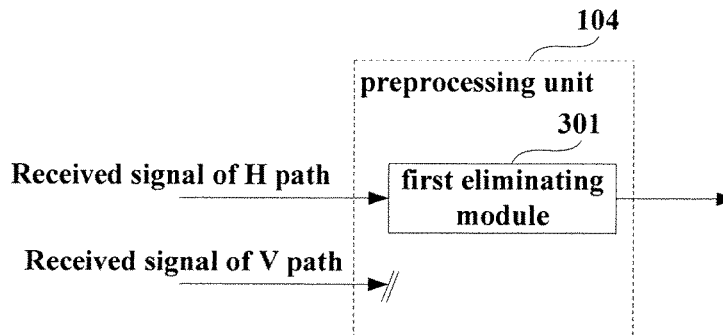 104
preprocessing unit
301
Received signal of H path
first eliminating
module
Received signal of V path